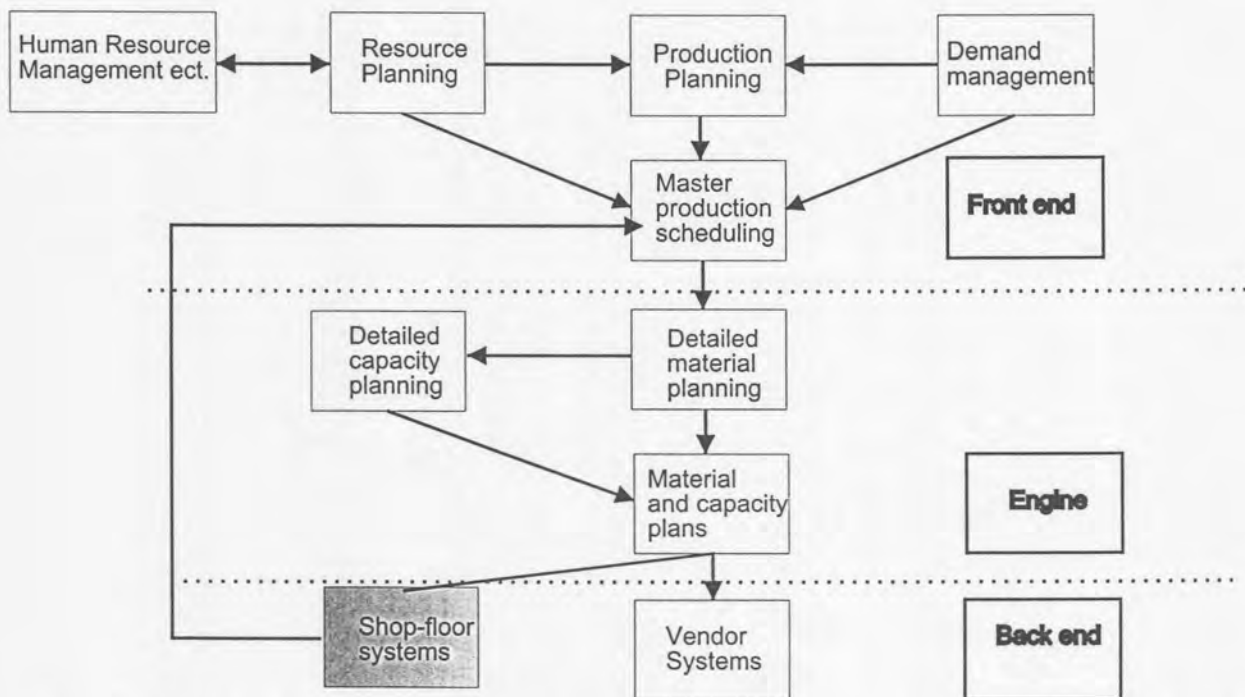 Human Resource
Management ect.
Resource
Planning
Production
Planning
Demand
management
Master
production
scheduling
Front end
Detailed
capacity
planning
Detailed
material
planning
Material
and capacity
plans
Engine
Shop-floor
systems
Vendor
Systems
Back end